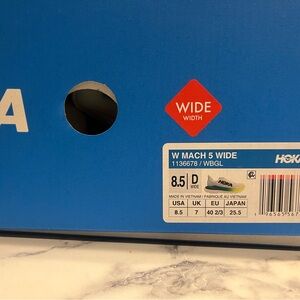 A
WIDE
WIDTH
W MACH 5 WIDE
1136678 / WBGL
HOKA
8.5 D
WIDE
HOKA
MADE IN VIETNAM / FABRIQUÉ AU VIETNAM
USA UK EU JAPAN
8.5 7 40 2/3 25.5